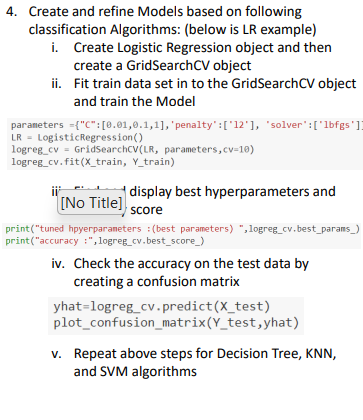 4. Create and refine Models based on following
classification Algorithms: (below is LR example)
i. Create Logistic Regression object and then
create a GridSearchCV object
ii. Fit train data set in to the GridSearchCV object
and train the Model
parameters ={"C":[0.01,0.1,1],'penalty':['l2'], 'solver':['lbfgs']}
LR = LogisticRegression()
logreg_cv = GridSearchCV(LR, parameters,cv=10)
logreg_cv.fit(X_train, Y_train)
display best hyperparameters and
[No Title] score
print("tuned hpyerparameters :(best parameters) ",logreg_cv.best_params_)
print("accuracy :",logreg_cv.best_score_)
iv. Check the accuracy on the test data by
creating a confusion matrix
yhat=logreg_cv.predict(X_test)
plot_confusion_matrix(Y_test,yhat)
v. Repeat above steps for Decision Tree, KNN,
and SVM algorithms